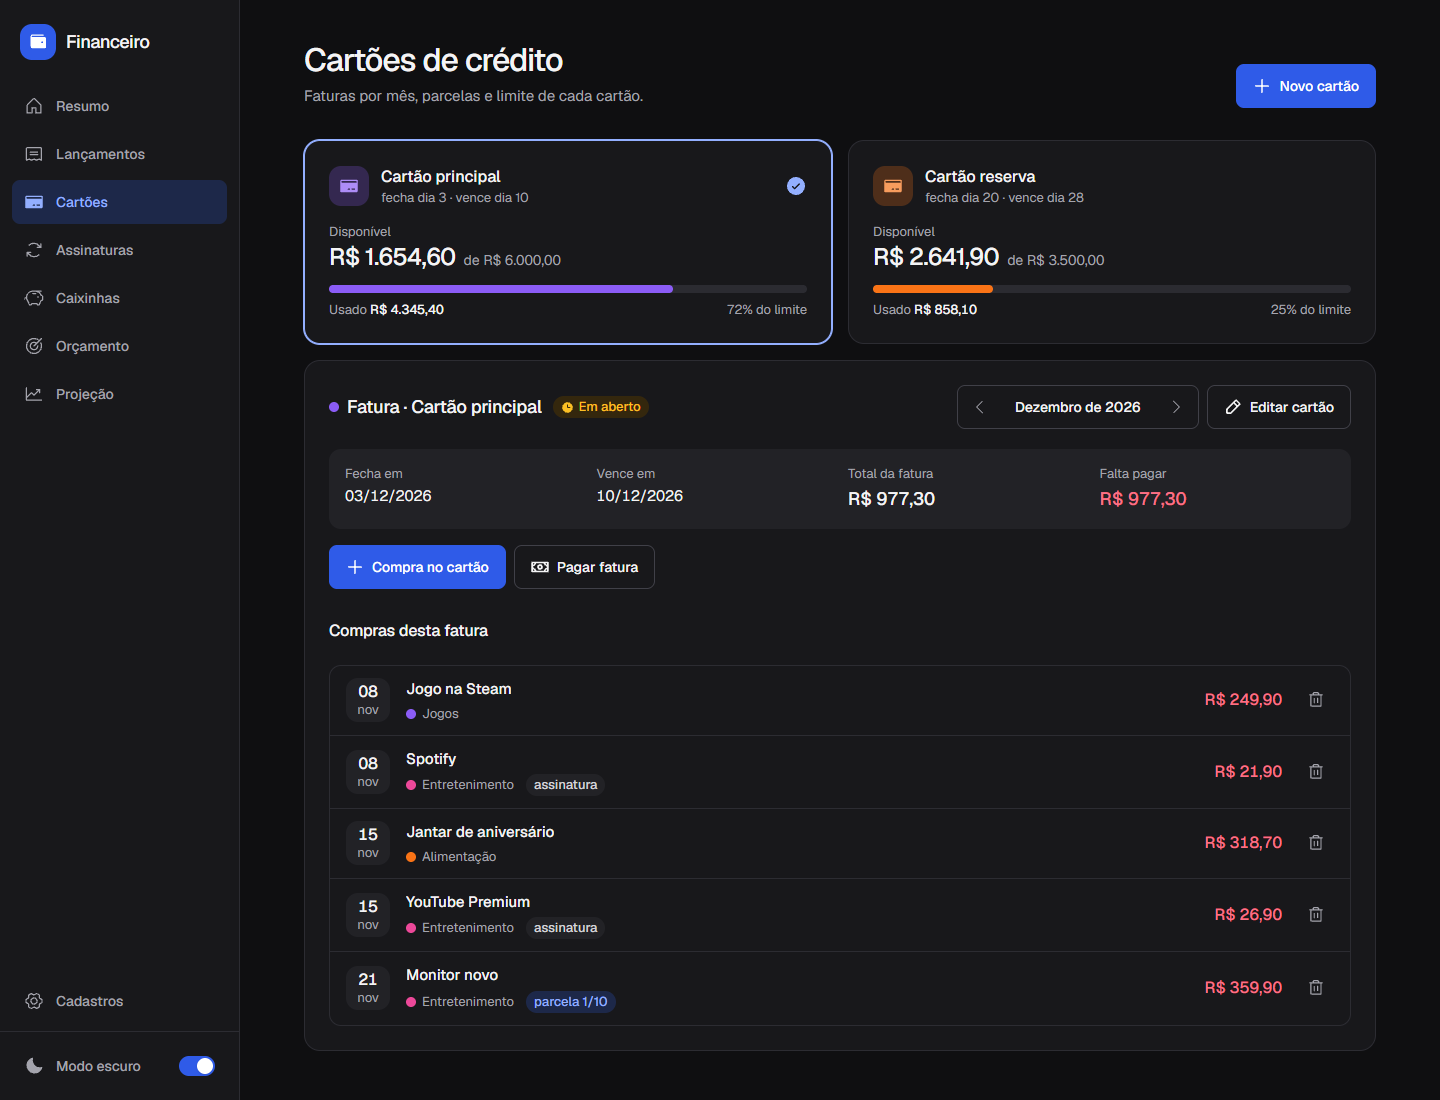 Financeiro
Resumo
Lançamentos
Cartões
Assinaturas
Caixinhas
Orçamento
Projeção
Cadastros
Modo escuro
Cartões de crédito
Faturas por mês, parcelas e limite de cada cartão.
Novo cartão
Cartão principal
fecha dia 3 · vence dia 10
Disponível
R$ 1.654,60 de R$ 6.000,00
Usado R$ 4.345,40 72% do limite
Cartão reserva
fecha dia 20 · vence dia 28
Disponível
R$ 2.641,90 de R$ 3.500,00
Usado R$ 858,10 25% do limite
Fatura · Cartão principal Em aberto
Dezembro de 2026
Editar cartão
Fecha em
03/12/2026
Vence em
10/12/2026
Total da fatura
R$ 977,30
Falta pagar
R$ 977,30
Compra no cartão
Pagar fatura
Compras desta fatura
08 nov
Jogo na Steam
Jogos
R$ 249,90
08 nov
Spotify
Entretenimento assinatura
R$ 21,90
15 nov
Jantar de aniversário
Alimentação
R$ 318,70
15 nov
YouTube Premium
Entretenimento assinatura
R$ 26,90
21 nov
Monitor novo
Entretenimento parcela 1/10
R$ 359,90